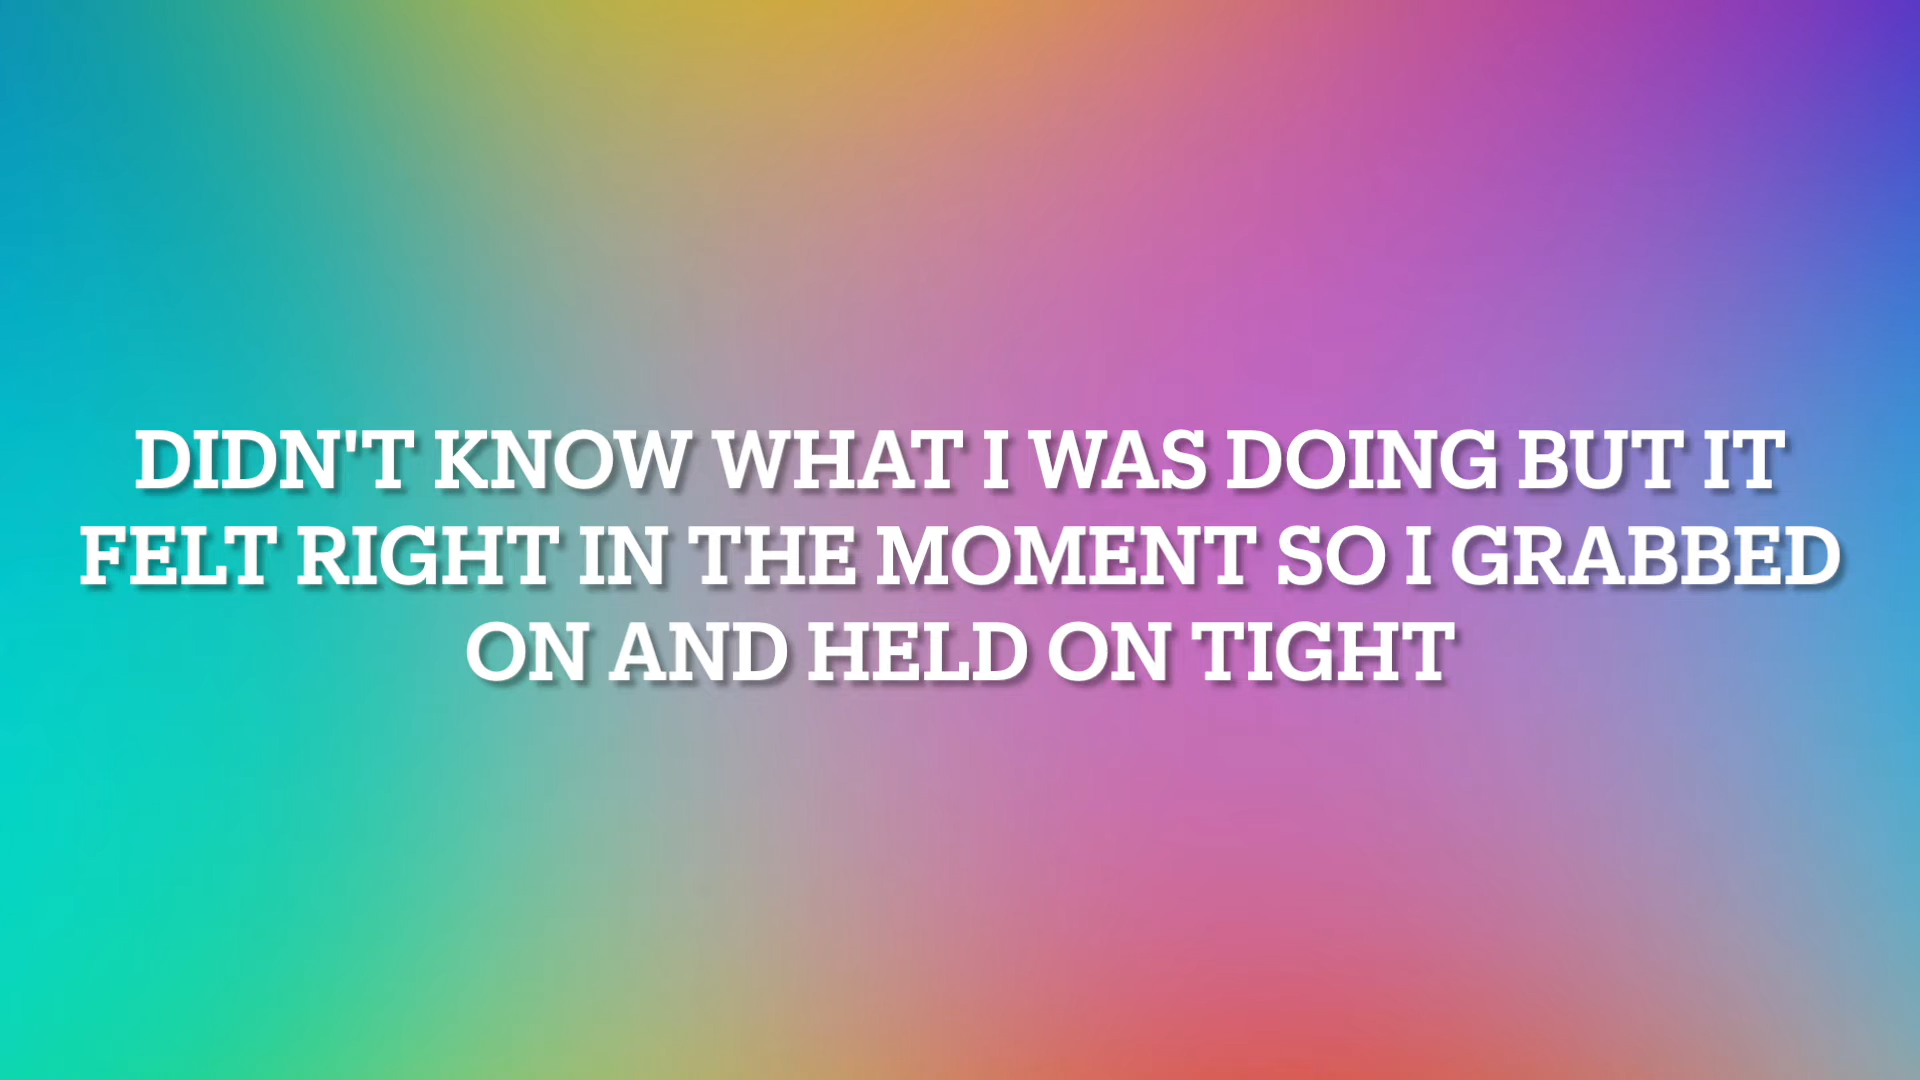 DIDN'T KNOW WHAT I WAS DOING BUT IT
FELT RIGHT IN THE MOMENT SO I GRABBED
ON AND HELD ON TIGHT